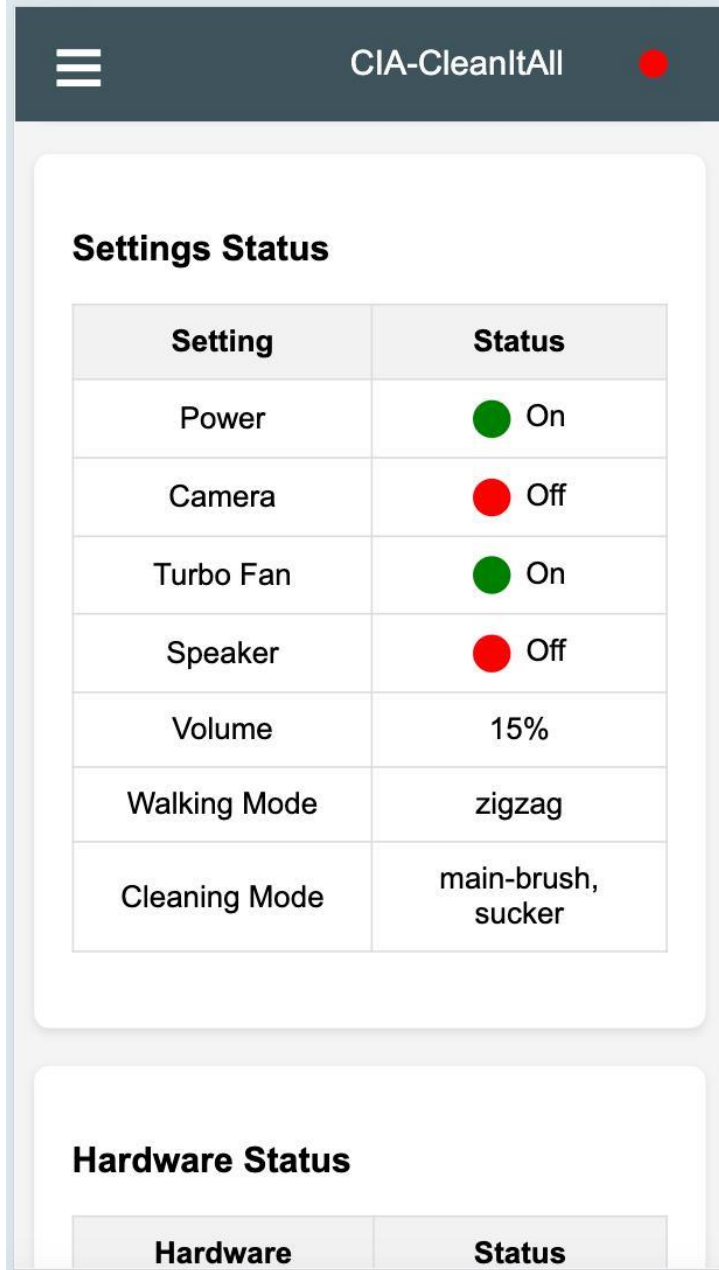 CIA-CleanItAll
Settings Status
Setting Status
Power On
Camera Off
Turbo Fan On
Speaker Off
Volume 15%
Walking Mode zigzag
Cleaning Mode main-brush,
sucker
Hardware Status
Hardware Status